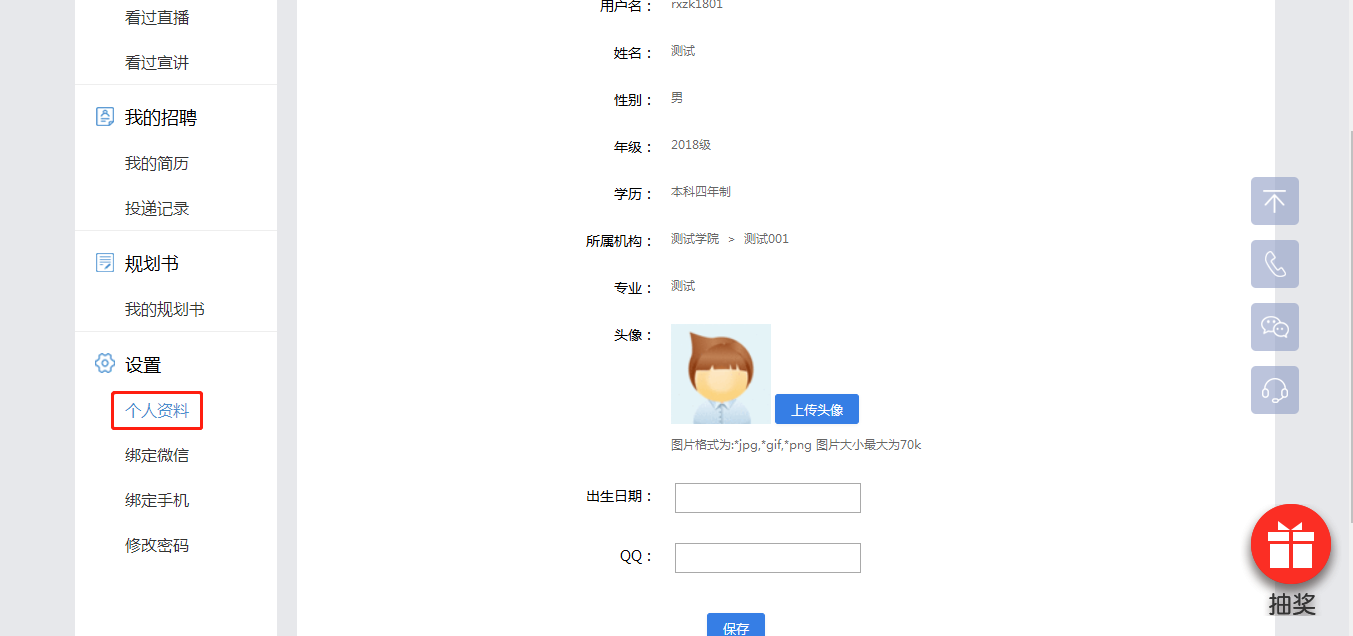 看过直播
看过宣讲
我的招聘
我的简历
投递记录
规划书
我的规划书
设置
个人资料
绑定微信
绑定手机
修改密码
用户名： rxzk1801
姓名： 测试
性别： 男
年级： 2018级
学历： 本科四年制
所属机构： 测试学院 > 测试001
专业： 测试
头像：
上传头像
图片格式为:*jpg,*gif,*png 图片大小最大为70k
出生日期：
QQ：
保存
抽奖